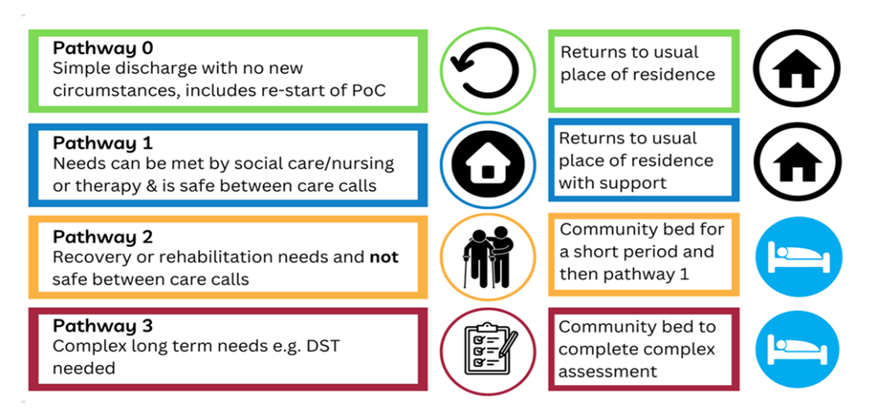 Pathway 0
Simple discharge with no new
circumstances, includes re-start of PoC
Returns to usual
place of residence
Pathway 1
Needs can be met by social care/nursing
or therapy & is safe between care calls
Returns to usual
place of residence
with support
Pathway 2
Recovery or rehabilitation needs and not
safe between care calls
Community bed for
a short period and
then pathway 1
Pathway 3
Complex long term needs e.g. DST
needed
Community bed to
complete complex
assessment